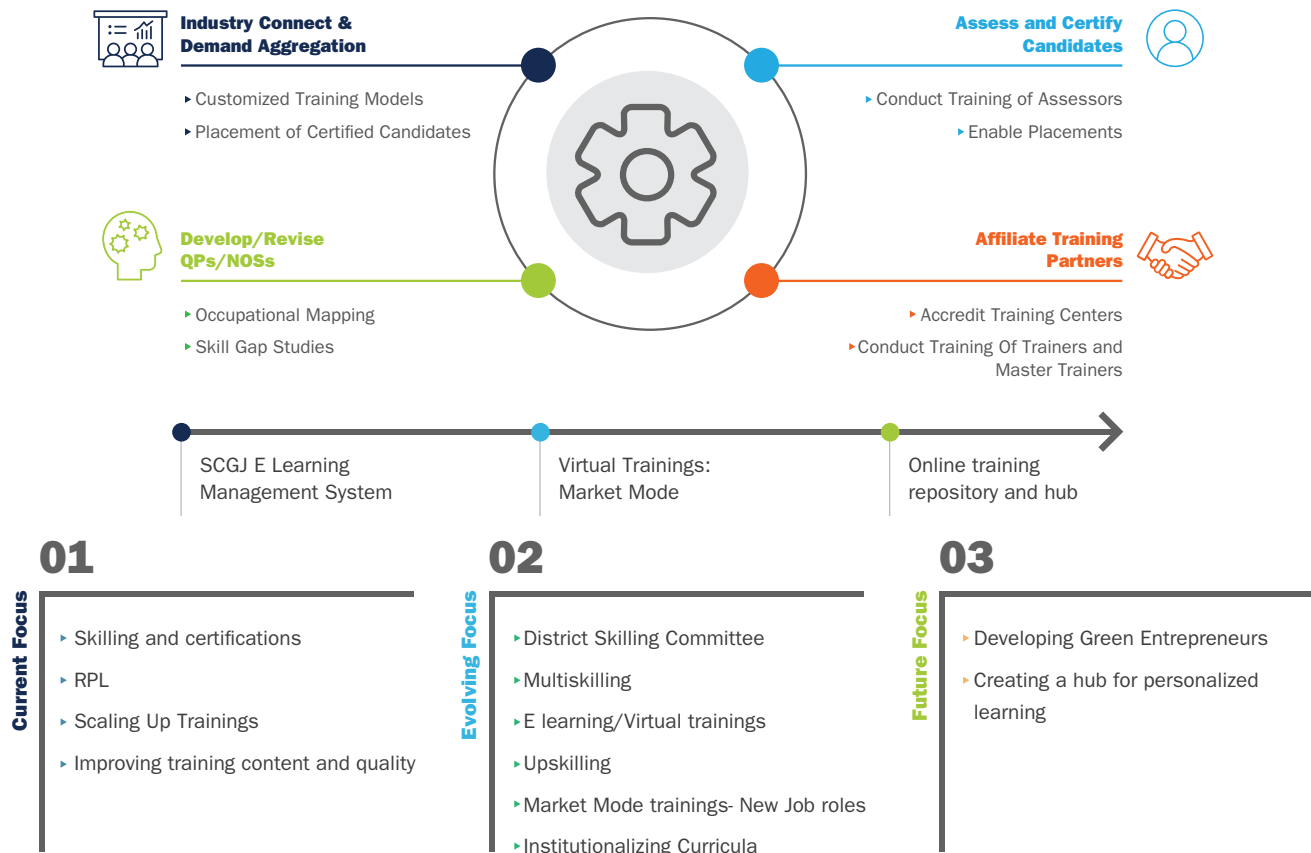 Industry Connect &
Demand Aggregation
Customized Training Models
Placement of Certified Candidates
Assess and Certify
Candidates
Conduct Training of Assessors
Enable Placements
Develop/Revise
QPs/NOSs
Occupational Mapping
Skill Gap Studies
Affiliate Training
Partners
Accredit Training Centers
Conduct Training Of Trainers and
Master Trainers
SCGJ E Learning
Management System
Virtual Trainings:
Market Mode
Online training
repository and hub
01
Current Focus
Skilling and certifications
RPL
Scaling Up Trainings
Improving training content and quality
02
Evolving Focus
District Skilling Committee
Multiskilling
E learning/Virtual trainings
Upskilling
Market Mode trainings- New Job roles
Institutionalizing Curricula
03
Future Focus
Developing Green Entrepreneurs
Creating a hub for personalized
learning